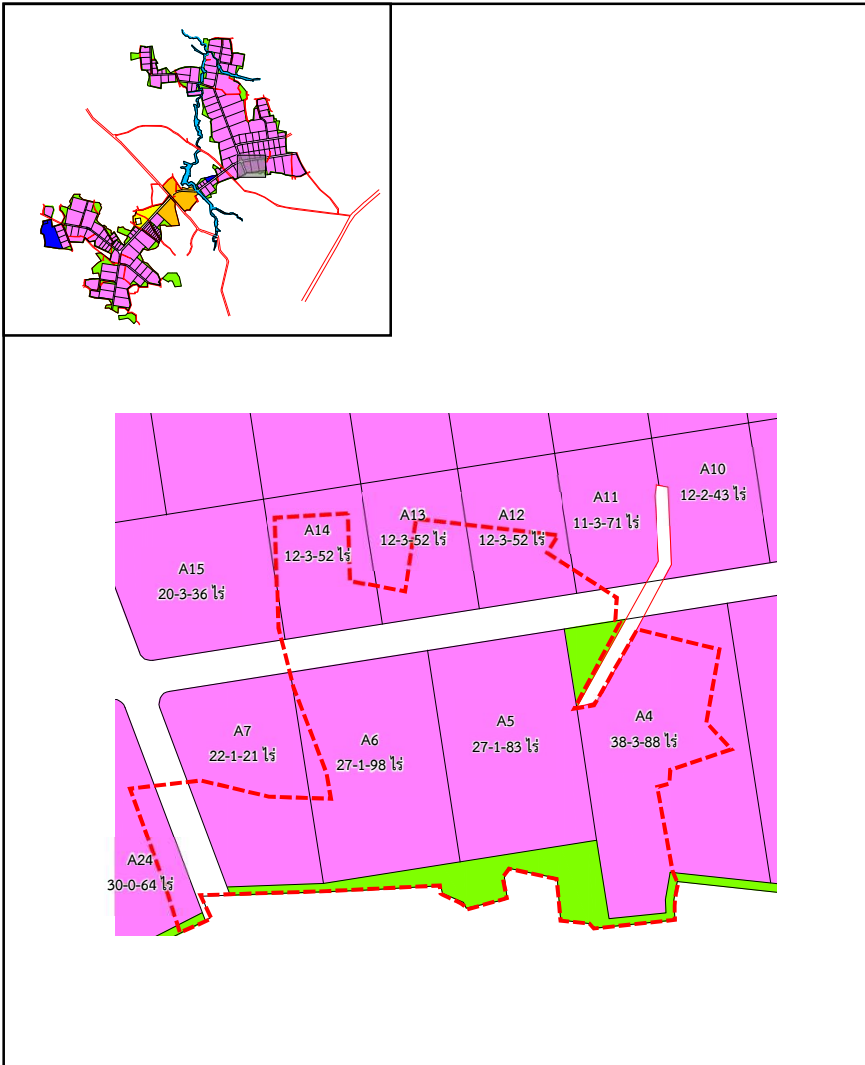 A10
12-2-43 ไร่
A11
11-3-71 ไร่
A12
12-3-52 ไร่
A13
12-3-52 ไร่
A14
12-3-52 ไร่
A15
20-3-36 ไร่
A4
38-3-88 ไร่
A5
27-1-83 ไร่
A6
27-1-98 ไร่
A7
22-1-21 ไร่
A24
30-0-64 ไร่